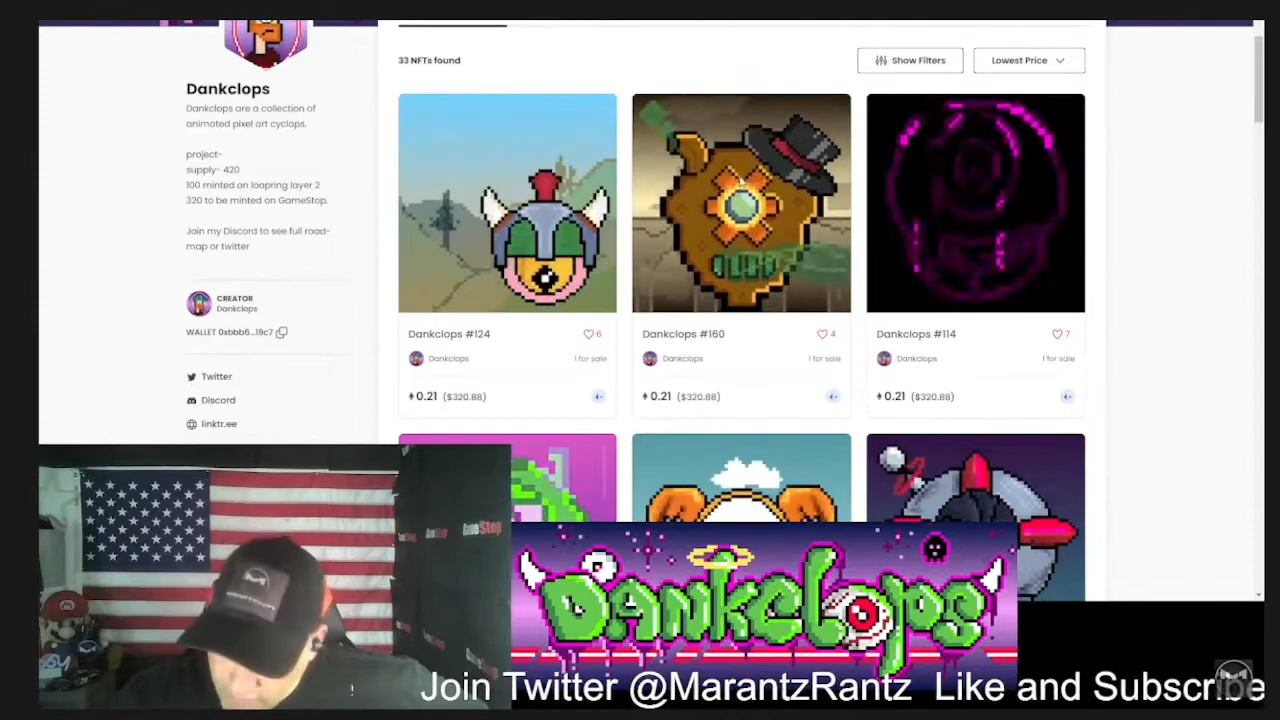 33 NFTs found
Show Filters
Lowest Price
Dankclops
Dankclops are a collection of
animated pixel art cyclops.
project-
supply- 420
100 minted on loopring layer 2
320 to be minted on GameStop.
Join my Discord to see full road-
map or twitter
CREATOR
Dankclops
WALLET 0xbbb6...19c7
Twitter
Discord
linktr.ee
Dankclops #124
6
Dankclops
1 for sale
0.21 ($320.88)
Dankclops #160
4
Dankclops
1 for sale
0.21 ($320.88)
Dankclops #114
7
Dankclops
1 for sale
0.21 ($320.88)
GameStop
GameStop
DANKCLOPS
Join Twitter @MarantzRantz Like and Subscribe